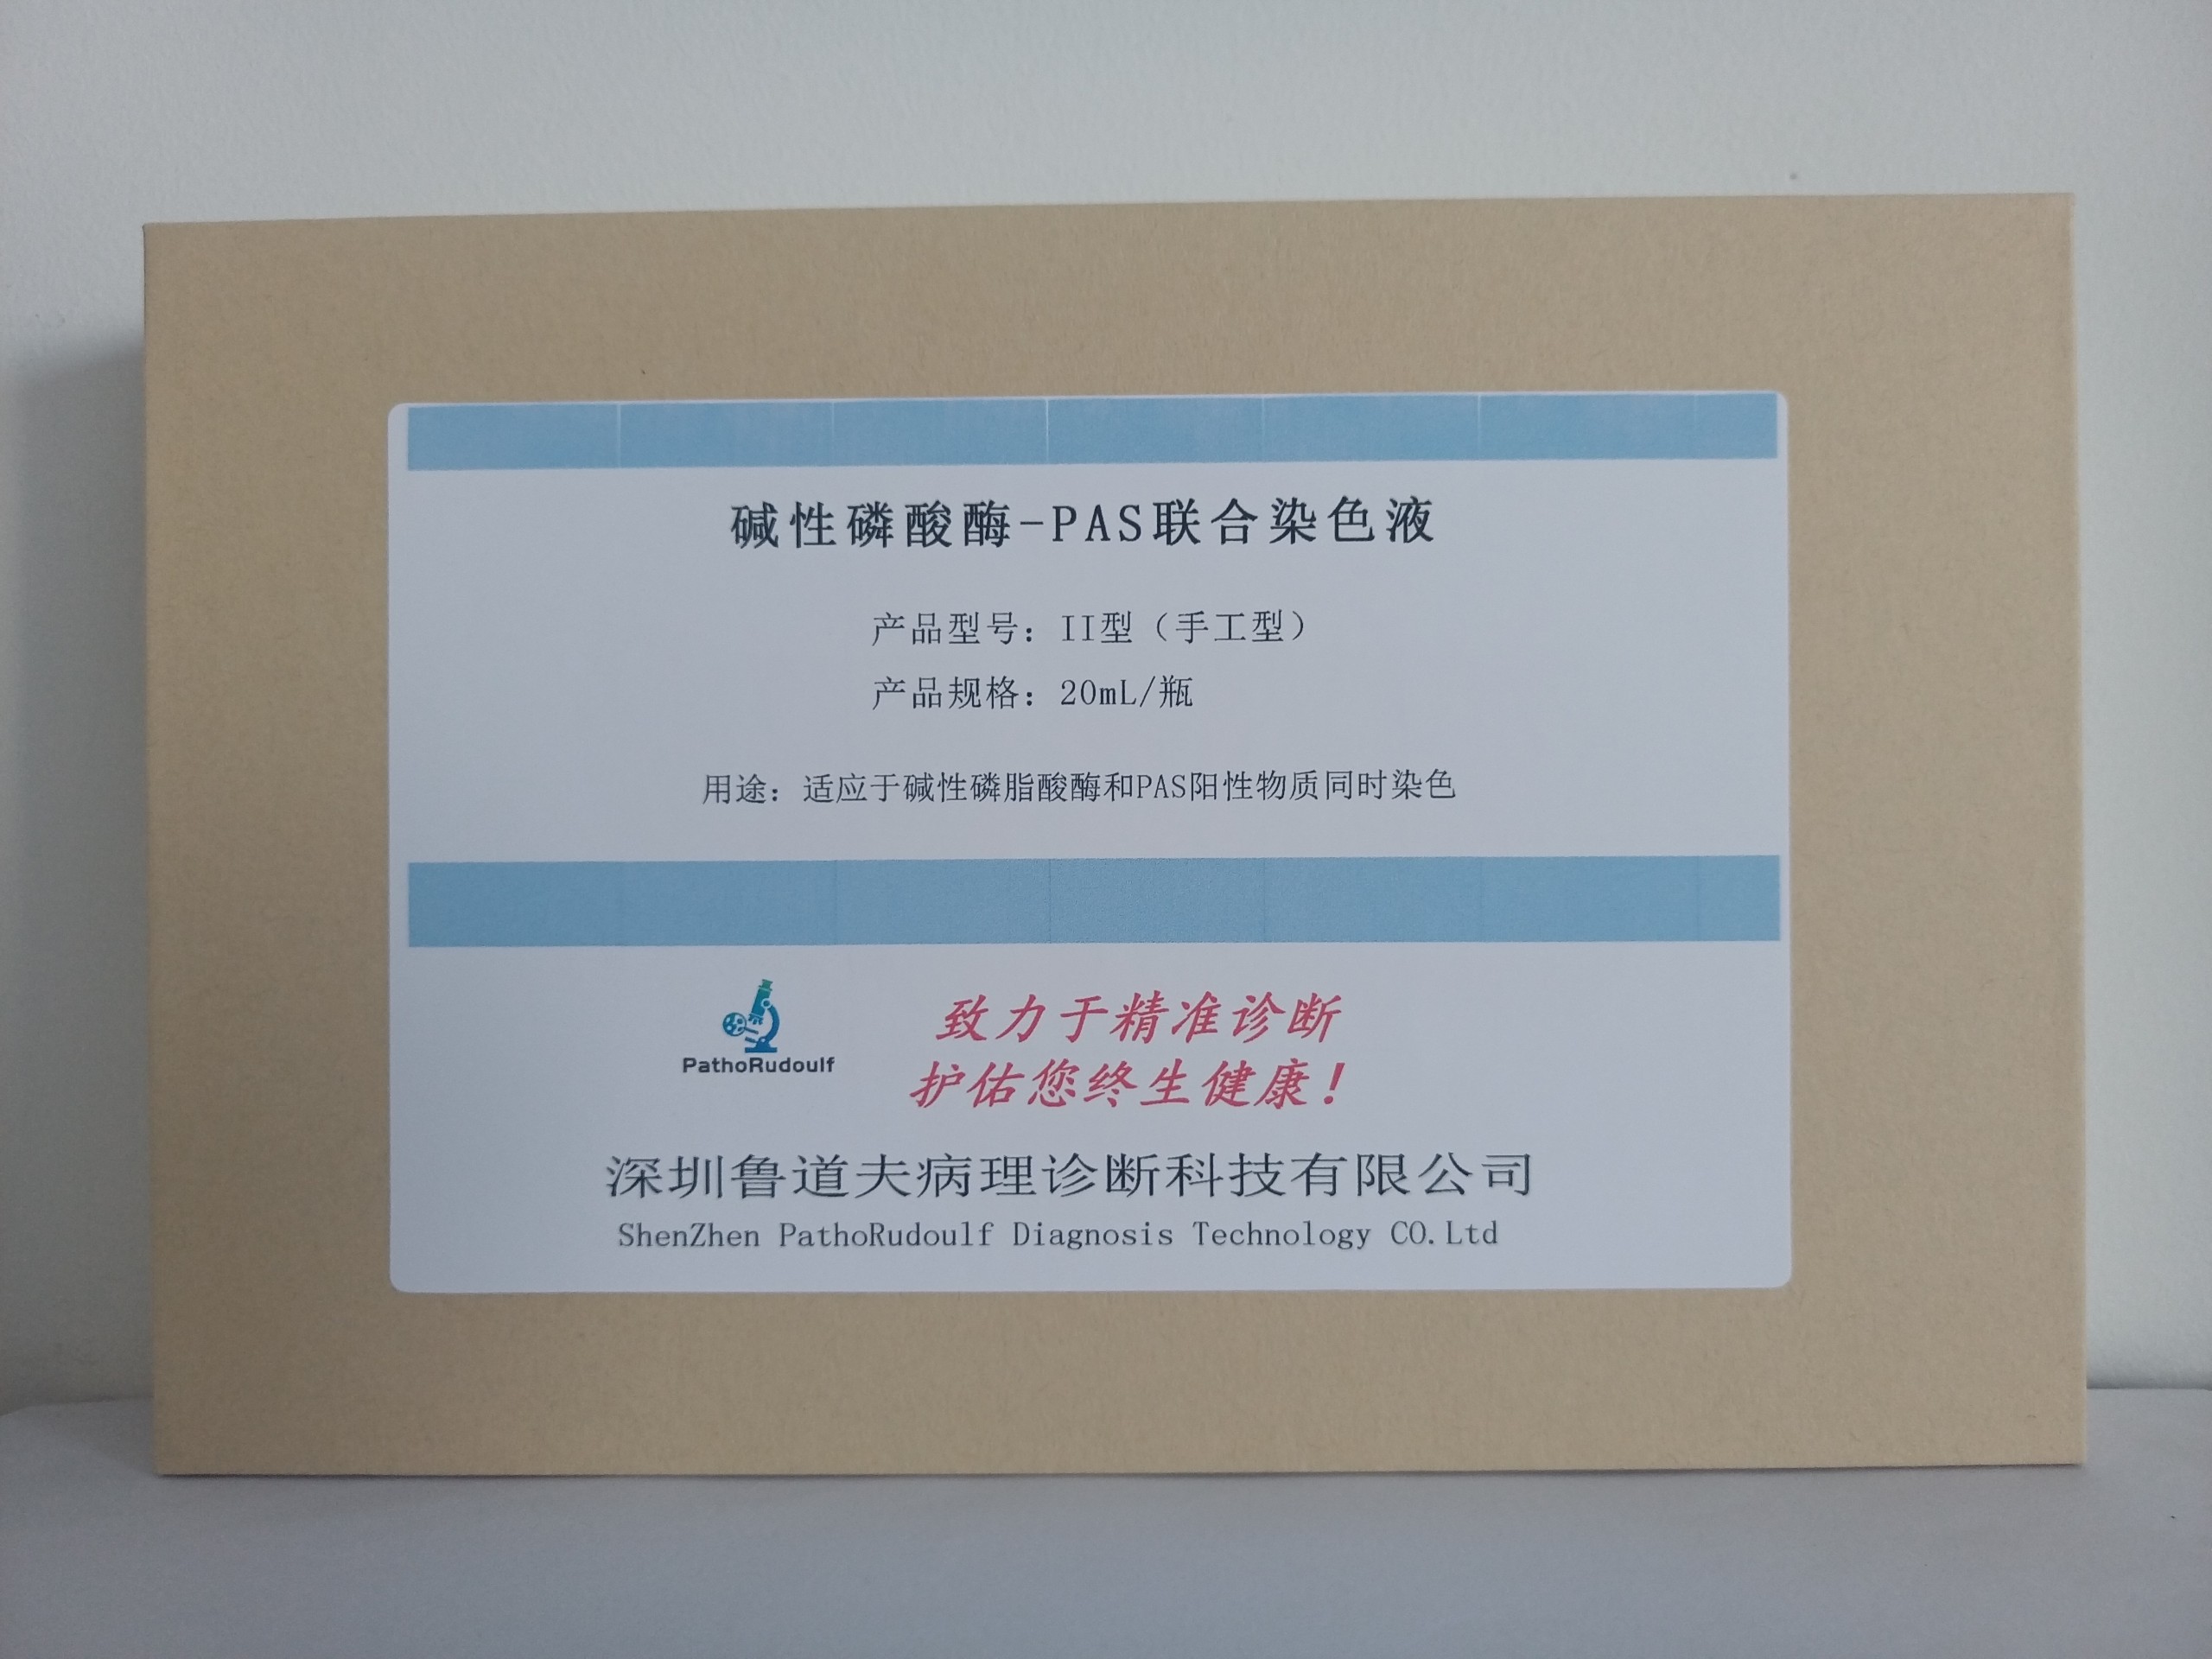 碱性磷酸酶-PAS联合染色液
产品型号：II型（手工型）
产品规格：20mL/瓶
用途：适应于碱性磷脂酸酶和PAS阳性物质同时染色
PathoRudoulf
致力于精准诊断
护佑您终生健康！
深圳鲁道夫病理诊断科技有限公司
ShenZhen PathoRudoulf Diagnosis Technology CO.Ltd